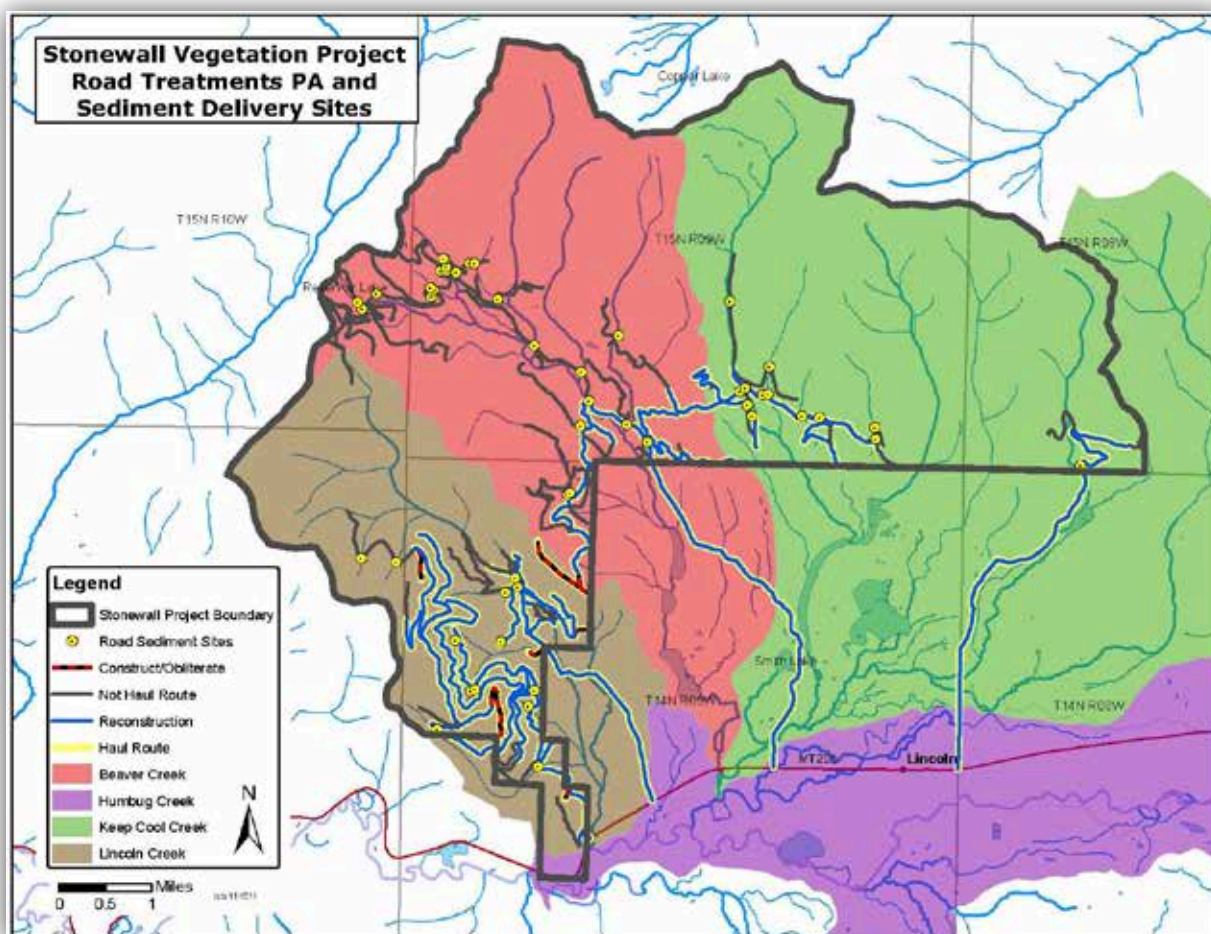 Stonewall Vegetation Project
Road Treatments PA and
Sediment Delivery Sites
Copper Lake
T15N R10W
T15N R09W
T15N R08W
Smith Lake
T14N R09W
T14N R08W
Lincoln
Legend
Stonewall Project Boundary
Road Sediment Sites
Construct/Obliterate
Not Haul Route
Reconstruction
Haul Route
Beaver Creek
Humbug Creek
Keep Cool Creek
Lincoln Creek
N
Miles
0 0.5 1